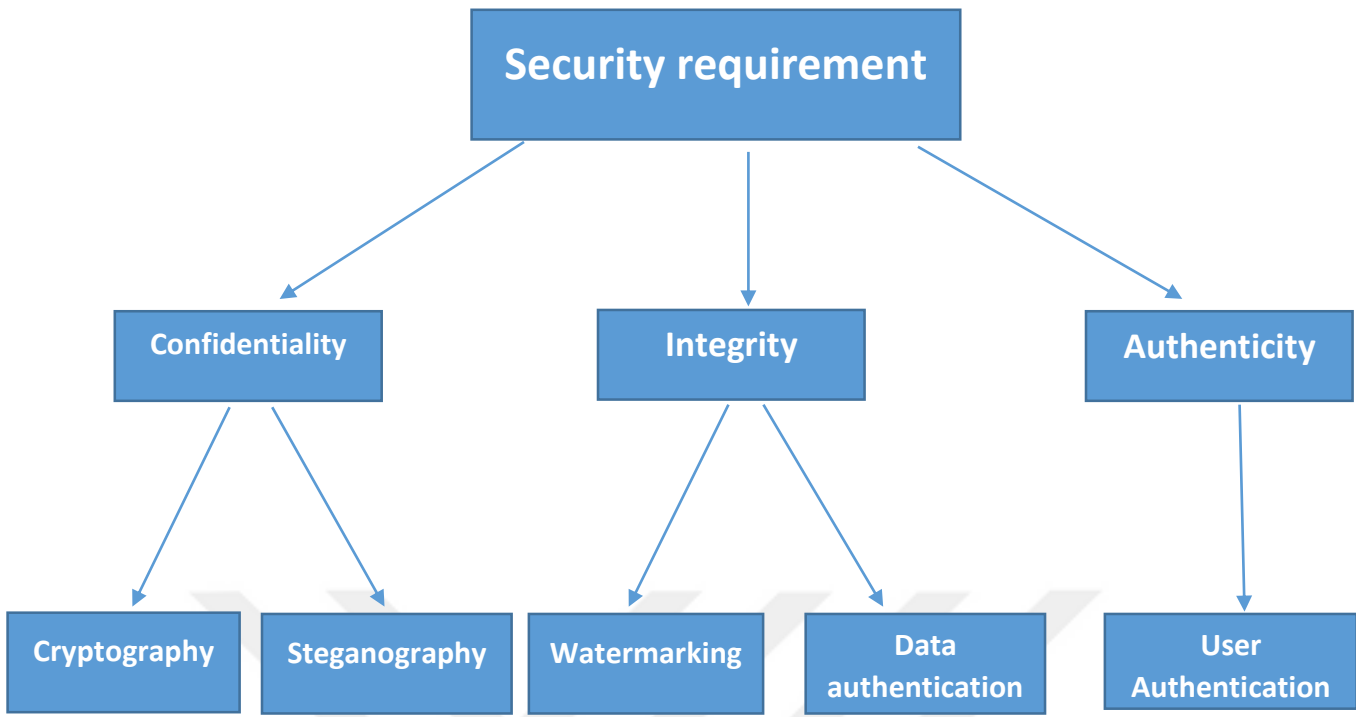 Security requirement
Confidentiality
Integrity
Authenticity
Cryptography
Steganography
Watermarking
Data
authentication
User
Authentication